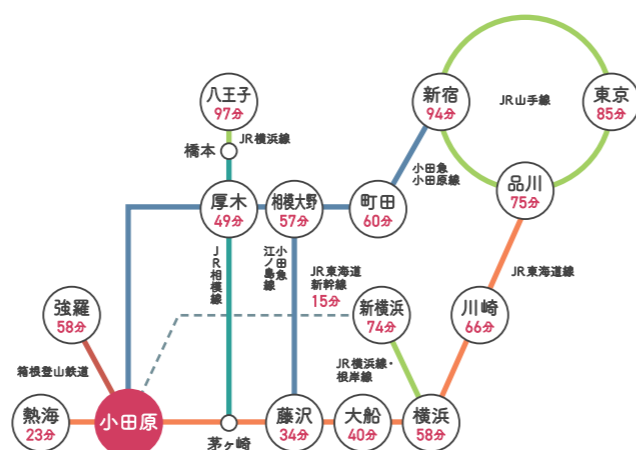 八王子
97分
橋本
JR横浜線
新宿
94分
JR山手線
東京
85分
小田急
小田原線
品川
75分
厚木
49分
相模大野
57分
町田
60分
JR相模線
小田急
江ノ島線
JR東海道
新幹線
15分
JR東海道線
強羅
58分
新横浜
74分
川崎
66分
箱根登山鉄道
JR横浜線・
根岸線
熱海
23分
小田原
茅ヶ崎
藤沢
34分
大船
40分
横浜
58分